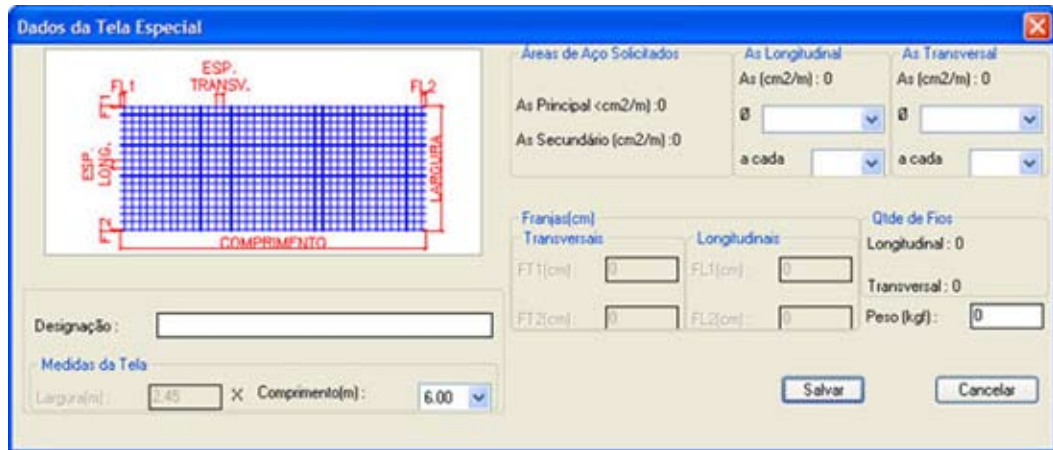 Dados da Tela Especial
ESP.
TRANSV.
FL1
FL2
FT1
ESP.
LONG.
FT2
LARGURA
COMPRIMENTO
Áreas de Aço Solicitados
As Principal <cm2/m) :0
As Secundário (cm2/m) :0
As Longitudinal
As (cm2/m) : 0
Ø
a cada
As Transversal
As (cm2/m) : 0
Ø
a cada
Franjas(cm)
Transversais
FT1(cm) : 0
FT2(cm) : 0
Longitudinais
FL1(cm) : 0
FL2(cm) : 0
Qtde de Fios
Longitudinal : 0
Transversal : 0
Peso (kgf) : 0
Designação :
Medidas da Tela
Largura(m) : 2.45 X Comprimento(m) : 6.00
Salvar
Cancelar